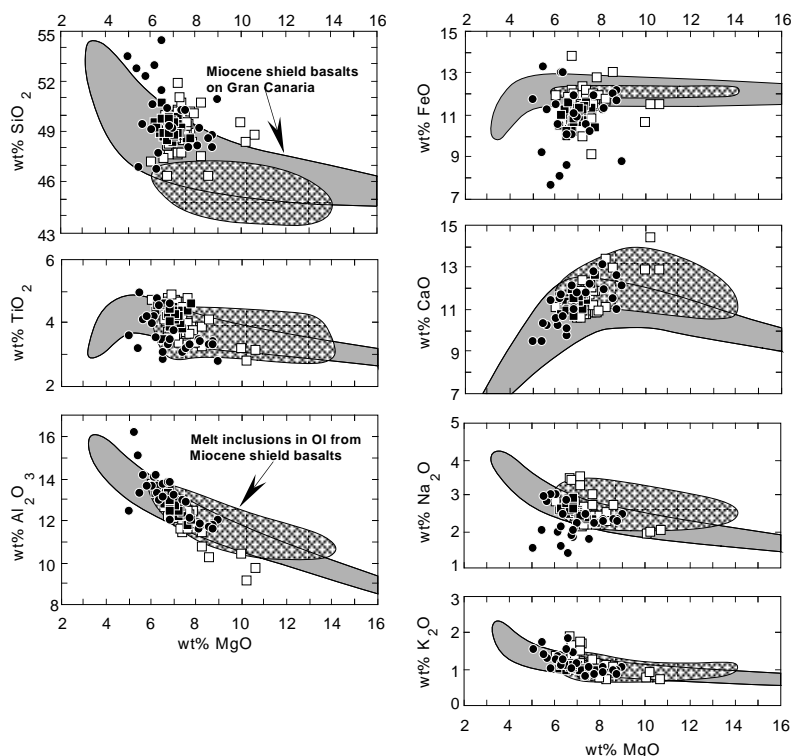 2 4 6 8 10 12 14 16
55
52
49
46
43
wt% SiO2
Miocene shield basalts
on Gran Canaria
6
4
2
wt% TiO2
16
14
12
10
8
wt% Al2O3
Melt inclusions in Ol from
Miocene shield basalts
2 4 6 8 10 12 14 16
wt% MgO
2 4 6 8 10 12 14 16
15
13
12
11
10
9
7
wt% FeO
15
13
11
9
7
wt% CaO
5
4
3
2
1
wt% Na2O
3
2
1
0
wt% K2O
2 4 6 8 10 12 14 16
wt% MgO